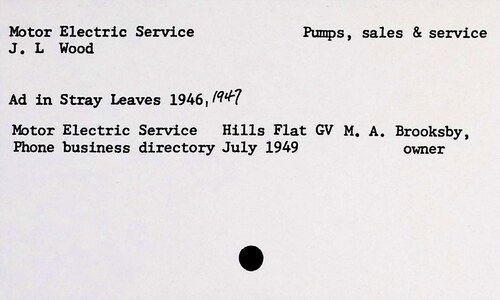 Motor Electric Service Pumps, sales & service
J. L Wood
Ad in Stray Leaves 1946, 1947
Motor Electric Service Hills Flat GV M. A. Brooksby,
Phone business directory July 1949 owner